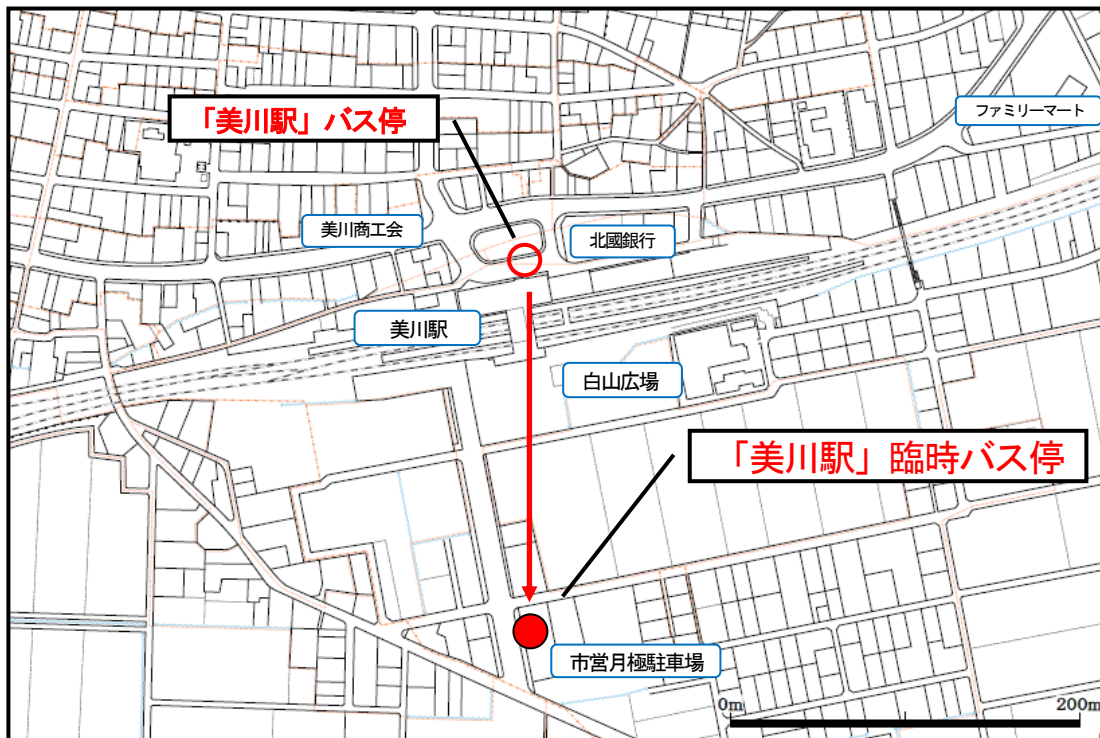 ファミリーマート
「美川駅」バス停
美川商工会
北國銀行
美川駅
白山広場
「美川駅」臨時バス停
市営月極駐車場
0m
200m